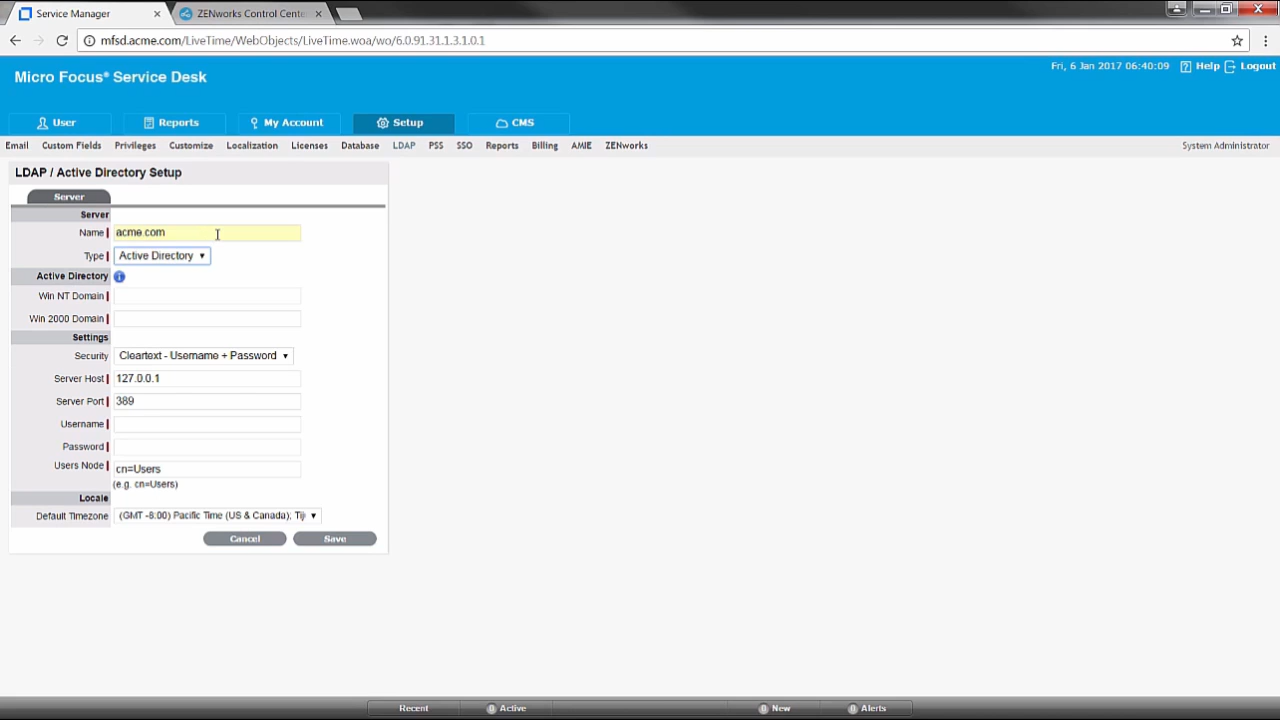 Service Manager
ZENworks Control Cente
mfsd.acme.com/LiveTime/WebObjects/LiveTime.woa/wo/6.0.91.31.1.3.1.0.1
Micro Focus® Service Desk
Fri, 6 Jan 2017 06:40:09 Help Logout
User Reports My Account Setup CMS
Email Custom Fields Privileges Customize Localization Licenses Database LDAP PSS SSO Reports Billing AMIE ZENworks System Administrator
LDAP / Active Directory Setup
Server
Server
Name acme.com
Type Active Directory
Active Directory
Win NT Domain
Win 2000 Domain
Settings
Security Cleartext - Username + Password
Server Host 127.0.0.1
Server Port 389
Username
Password
Users Node cn=Users
(e.g. cn=Users)
Locale
Default Timezone (GMT -8:00) Pacific Time (US & Canada); Tij
Cancel Save
Recent 0 Active 0 New 0 Alerts